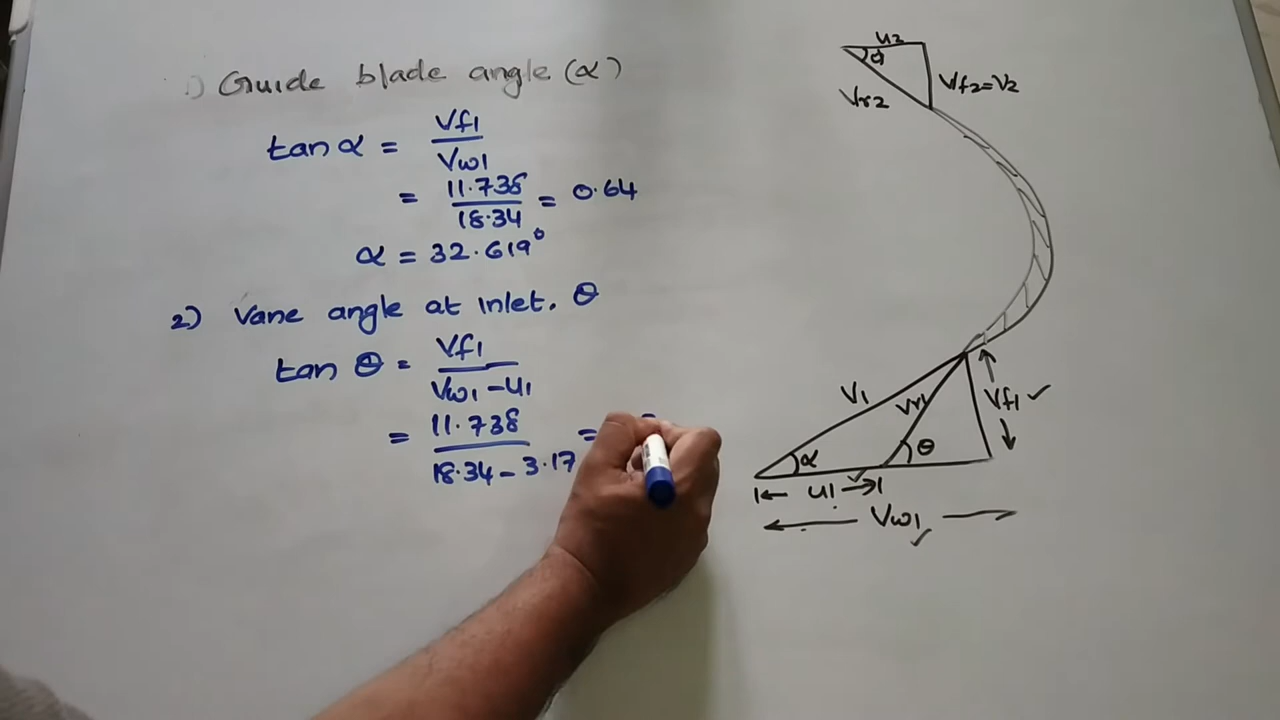 1) Guide blade angle (α)
tan α = Vf1 / Vw1
= 11.738 / 18.34 = 0.64
α = 32.619°
2) Vane angle at inlet. θ
tan θ = Vf1 / Vw1 - u1
= 11.738 / 18.34 - 3.17 =
u2
ϕ
Vr2
Vf2=V2
V1
Vr1
Vf1 ✓
α
θ
u1
Vw1